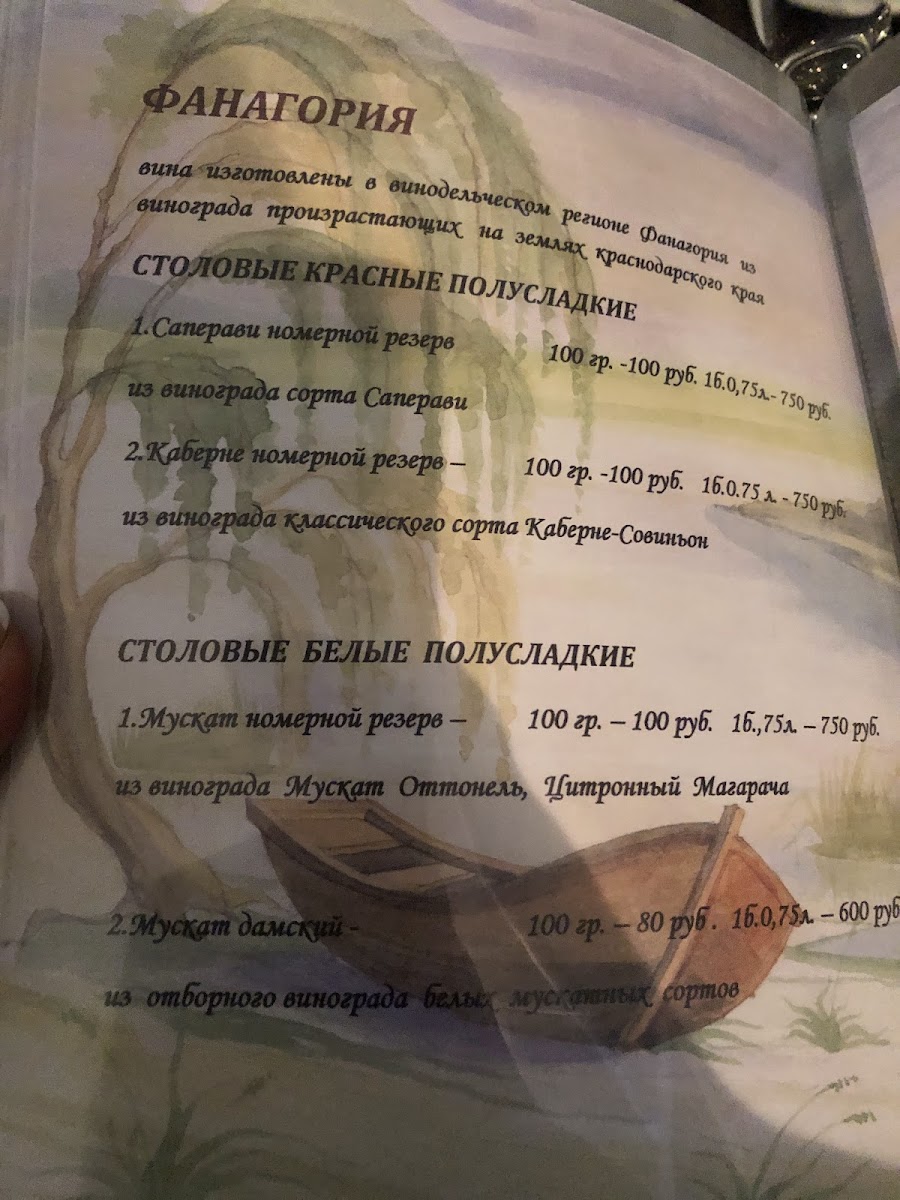 ФАНАГОРИЯ
вина изготовлены в винодельческом регионе Фанагория из
винограда произрастающих на землях краснодарского края
СТОЛОВЫЕ КРАСНЫЕ ПОЛУСЛАДКИЕ
1.Саперави номерной резерв 100 гр. -100 руб. 1б.0,75л.- 750 руб.
из винограда сорта Саперави
2.Каберне номерной резерв – 100 гр. -100 руб. 1б.0.75 л. - 750 руб.
из винограда классического сорта Каберне-Совиньон
СТОЛОВЫЕ БЕЛЫЕ ПОЛУСЛАДКИЕ
1.Мускат номерной резерв – 100 гр. – 100 руб. 1б.,75л. – 750 руб.
из винограда Мускат Оттонель, Цитронный Магарача
2.Мускат дамский - 100 гр. – 80 руб . 1б.0,75л. – 600 руб
из отборного винограда белых мускатных сортов